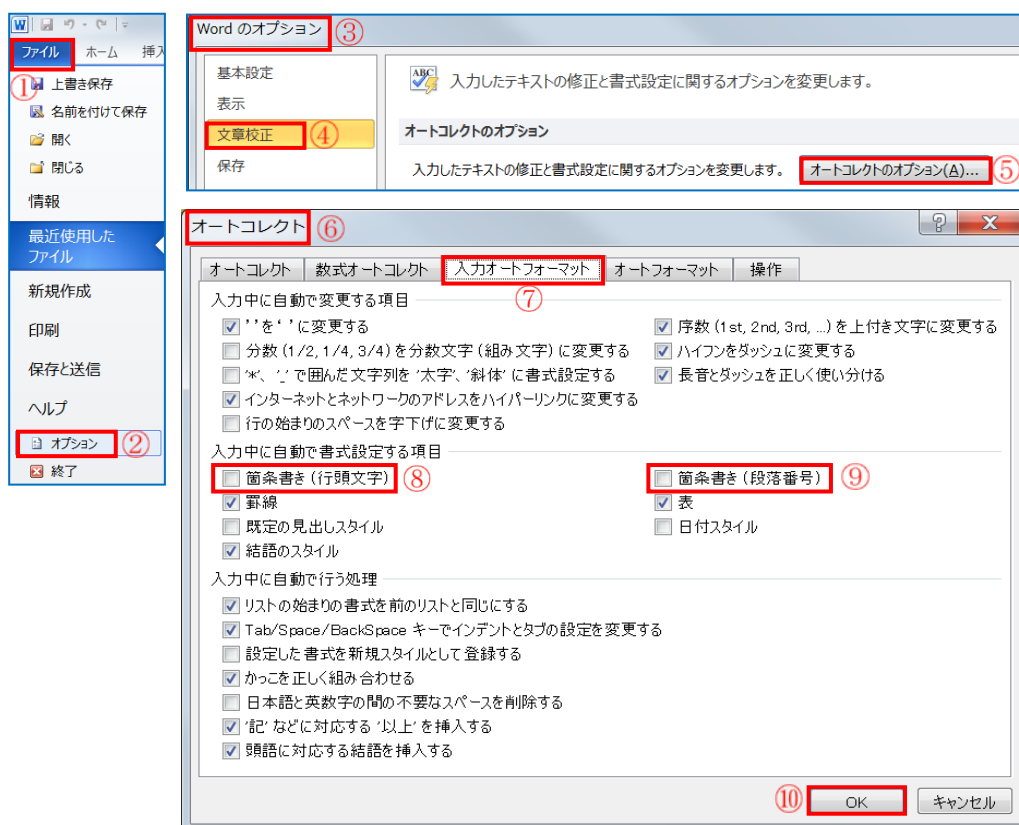 ファイル ホーム 挿入
① 上書き保存
名前を付けて保存
開く
閉じる
情報
最近使用した
ファイル
新規作成
印刷
保存と送信
ヘルプ
オプション ②
終了
Word のオプション ③
基本設定
表示
文章校正 ④
保存
ABC 入力したテキストの修正と書式設定に関するオプションを変更します。
オートコレクトのオプション
入力したテキストの修正と書式設定に関するオプションを変更します。 オートコレクトのオプション(A)... ⑤
オートコレクト ⑥
オートコレクト 数式オートコレクト 入力オートフォーマット オートフォーマット 操作
⑦
入力中に自動で変更する項目
' ' を ‘ ’ に変更する
分数 (1/2, 1/4, 3/4) を分数文字 (組み文字) に変更する
'*'、'_' で囲んだ文字列を '太字'、'斜体' に書式設定する
インターネットとネットワークのアドレスをハイパーリンクに変更する
行の始まりのスペースを字下げに変更する
序数 (1st, 2nd, 3rd, ...) を上付き文字に変更する
ハイフンをダッシュに変更する
長音とダッシュを正しく使い分ける
入力中に自動で書式設定する項目
箇条書き (行頭文字) ⑧
罫線
既定の見出しスタイル
結語のスタイル
箇条書き (段落番号) ⑨
表
日付スタイル
入力中に自動で行う処理
リストの始まりの書式を前のリストと同じにする
Tab/Space/BackSpace キーでインデントとタブの設定を変更する
設定した書式を新規スタイルとして登録する
かっこを正しく組み合わせる
日本語と英数字の間の不要なスペースを削除する
'記' などに対応する '以上' を挿入する
頭語に対応する結語を挿入する
⑩ OK キャンセル